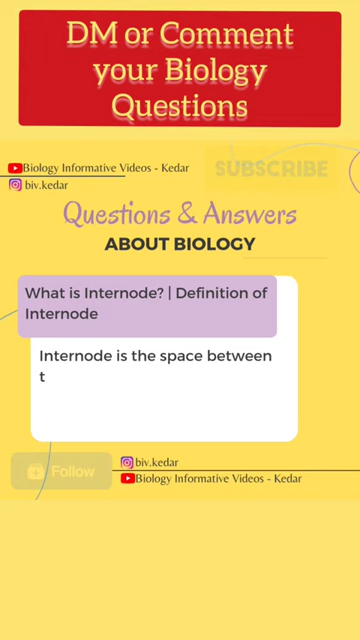 DM or Comment
your Biology
Questions
Biology Informative Videos - Kedar
SUBSCRIBE
biv.kedar
Questions & Answers
ABOUT BIOLOGY
What is Internode? | Definition of
Internode
Internode is the space between
t
Follow
biv.kedar
Biology Informative Videos - Kedar